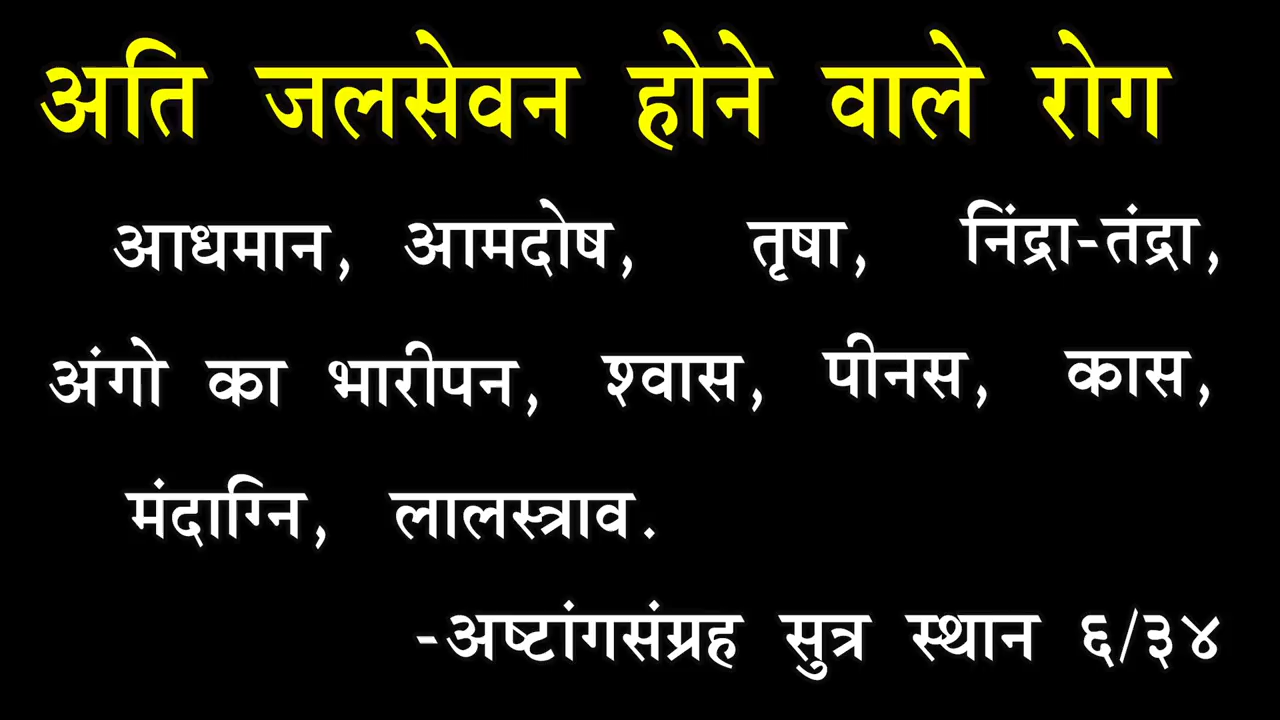 अति जलसेवन होने वाले रोग
आधमान, आमदोष, तृषा, निंद्रा-तंद्रा,
अंगो का भारीपन, श्वास, पीनस, कास,
मंदाग्नि, लालस्त्राव.
-अष्टांगसंग्रह सुत्र स्थान ६/३४